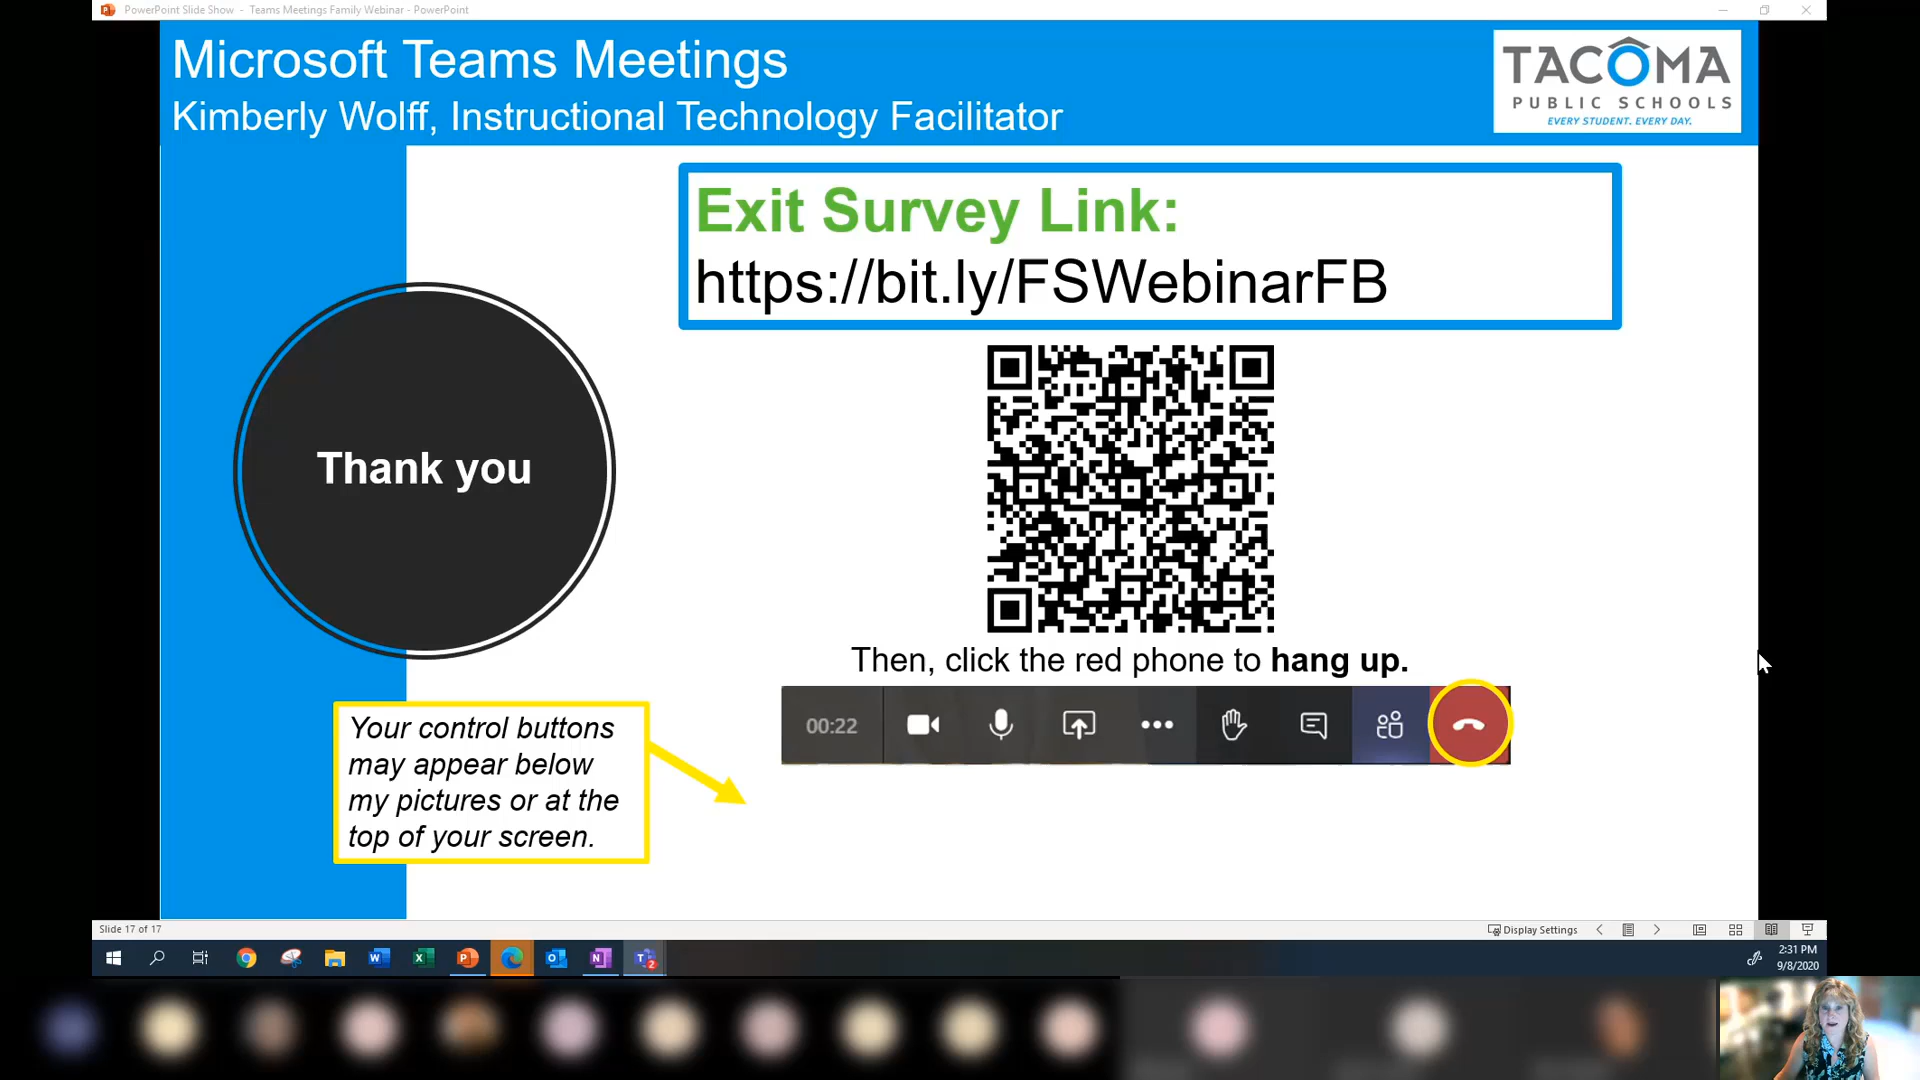 PowerPoint Slide Show - Teams Meetings Family Webinar - PowerPoint
Microsoft Teams Meetings
Kimberly Wolff, Instructional Technology Facilitator
TACOMA
PUBLIC SCHOOLS
EVERY STUDENT. EVERY DAY.
Exit Survey Link:
https://bit.ly/FSWebinarFB
Thank you
Then, click the red phone to hang up.
00:22
Your control buttons
may appear below
my pictures or at the
top of your screen.
Slide 17 of 17
Display Settings
2:31 PM
9/8/2020